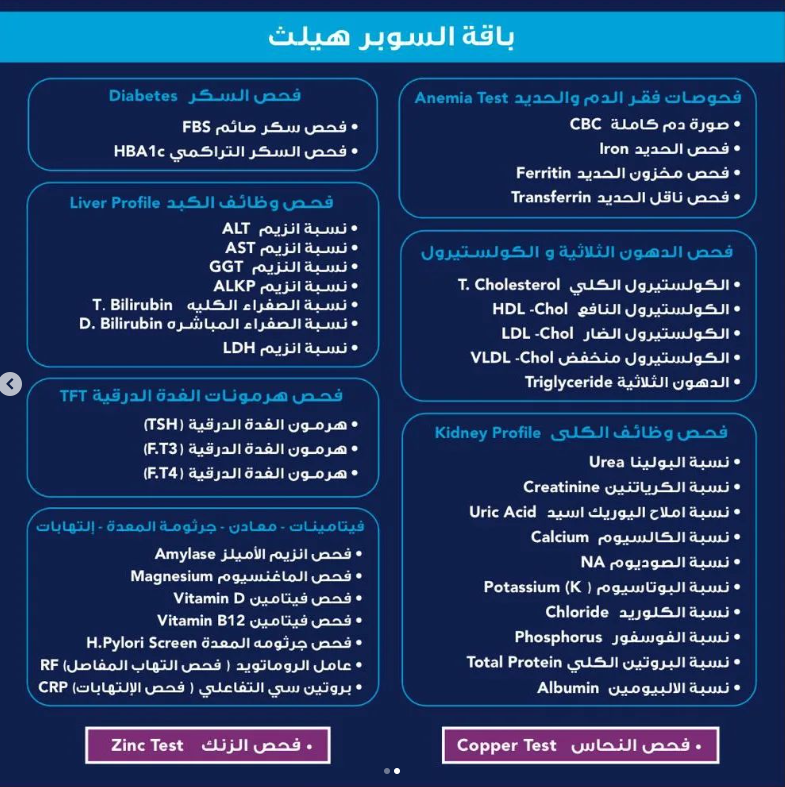 باقة السوبر هيلث
فحوصات فقر الدم والحديد Anemia Test
• صورة دم كاملة CBC
• فحص الحديد Iron
• فحص مخزون الحديد Ferritin
• فحص ناقل الحديد Transferrin
فحص الدهون الثلاثية و الكولستيرول
• الكولستيرول الكلي T. Cholesterol
• الكولستيرول النافع HDL -Chol
• الكولستيرول الضار LDL -Chol
• الكولستيرول منخفض VLDL -Chol
• الدهون الثلاثية Triglyceride
فحص وظائف الكلى Kidney Profile
• نسبة البولينا Urea
• نسبة الكرياتنين Creatinine
• نسبة املاح اليوريك اسيد Uric Acid
• نسبة الكالسيوم Calcium
• نسبة الصوديوم NA
• نسبة البوتاسيوم ( Potassium (K
• نسبة الكلوريد Chloride
• نسبة الفوسفور Phosphorus
• نسبة البروتين الكلي Total Protein
• نسبة الالبيومين Albumin
• فحص النحاس Copper Test
فحص السكر Diabetes
• فحص سكر صائم FBS
• فحص السكر التراكمي HBA1c
فحص وظائف الكبد Liver Profile
• نسبة انزيم ALT
• نسبة انزيم AST
• نسبة النزيم GGT
• نسبة انزيم ALKP
• نسبة الصفراء الكليه T. Bilirubin
• نسبة الصفراء المباشره D. Bilirubin
• نسبة انزيم LDH
فحص هرمونات الغدة الدرقية TFT
• هرمون الغدة الدرقية (TSH)
• هرمون الغدة الدرقية (F.T3)
• هرمون الغدة الدرقية (F.T4)
فيتامينات - معادن - جرثومة المعدة - إلتهابات
• فحص انزيم الأميلز Amylase
• فحص الماغنسيوم Magnesium
• فحص فيتامين Vitamin D
• فحص فيتامين Vitamin B12
• فحص جرثومه المعدة H.Pylori Screen
• عامل الروماتويد ( فحص التهاب المفاصل) RF
• بروتين سي التفاعلي ( فحص الإلتهابات) CRP
• فحص الزنك Zinc Test